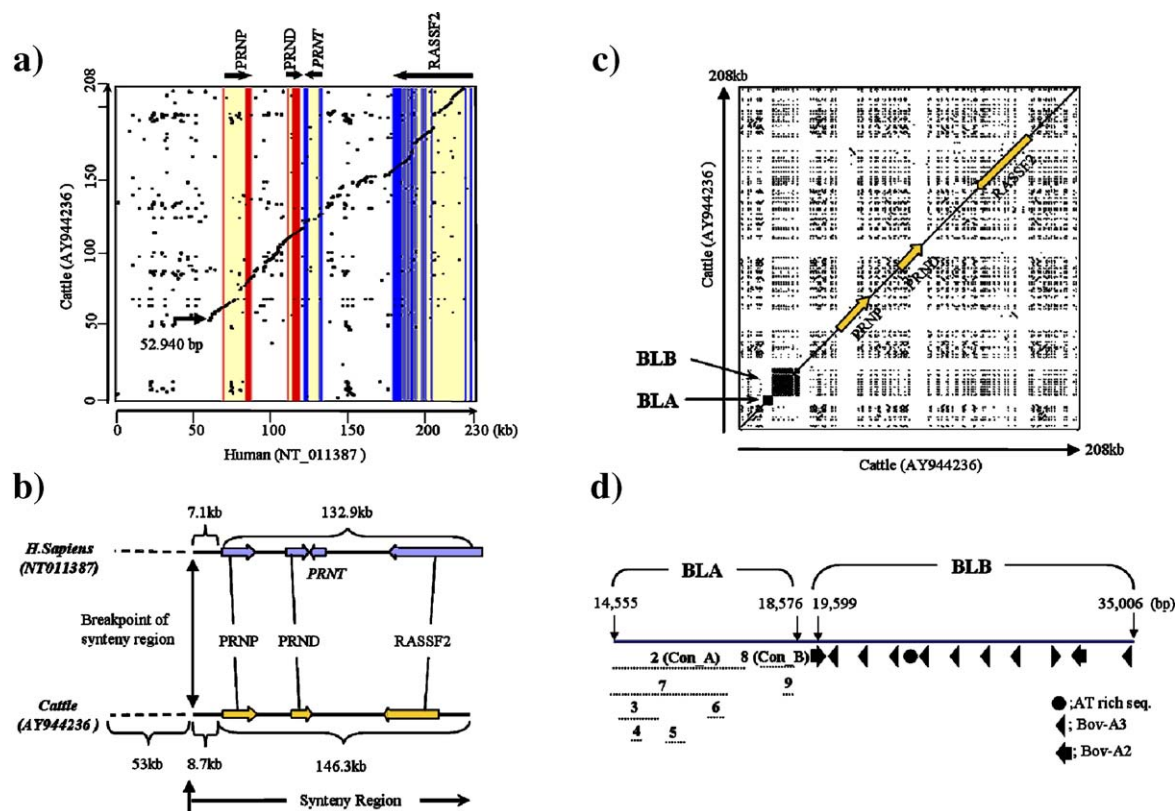 a)
PRNP
PRND
PRNT
RASSF2
208
150
100
50
0
Cattle (AY944236 )
52.940 bp
0
50
100
150
200
230 (kb)
Human (NT_011387 )
b)
7.1kb
132.9kb
H.Sapiens
(NT011387)
PRNT
Breakpoint of
synteny region
PRNP
PRND
RASSF2
Cattle
(AY944236)
53kb
8.7kb
146.3kb
Synteny Region
c)
208kb
Cattle (AY944236)
RASSF2
PRND
PRNP
BLB
BLA
208kb
Cattle (AY944236)
d)
BLA
BLB
14,555
18,576
19,599
35,006 (bp)
2 (Con_A)
8 (Con_B)
7
9
3
6
4
5
;AT rich seq.
; Bov-A3
; Bov-A2